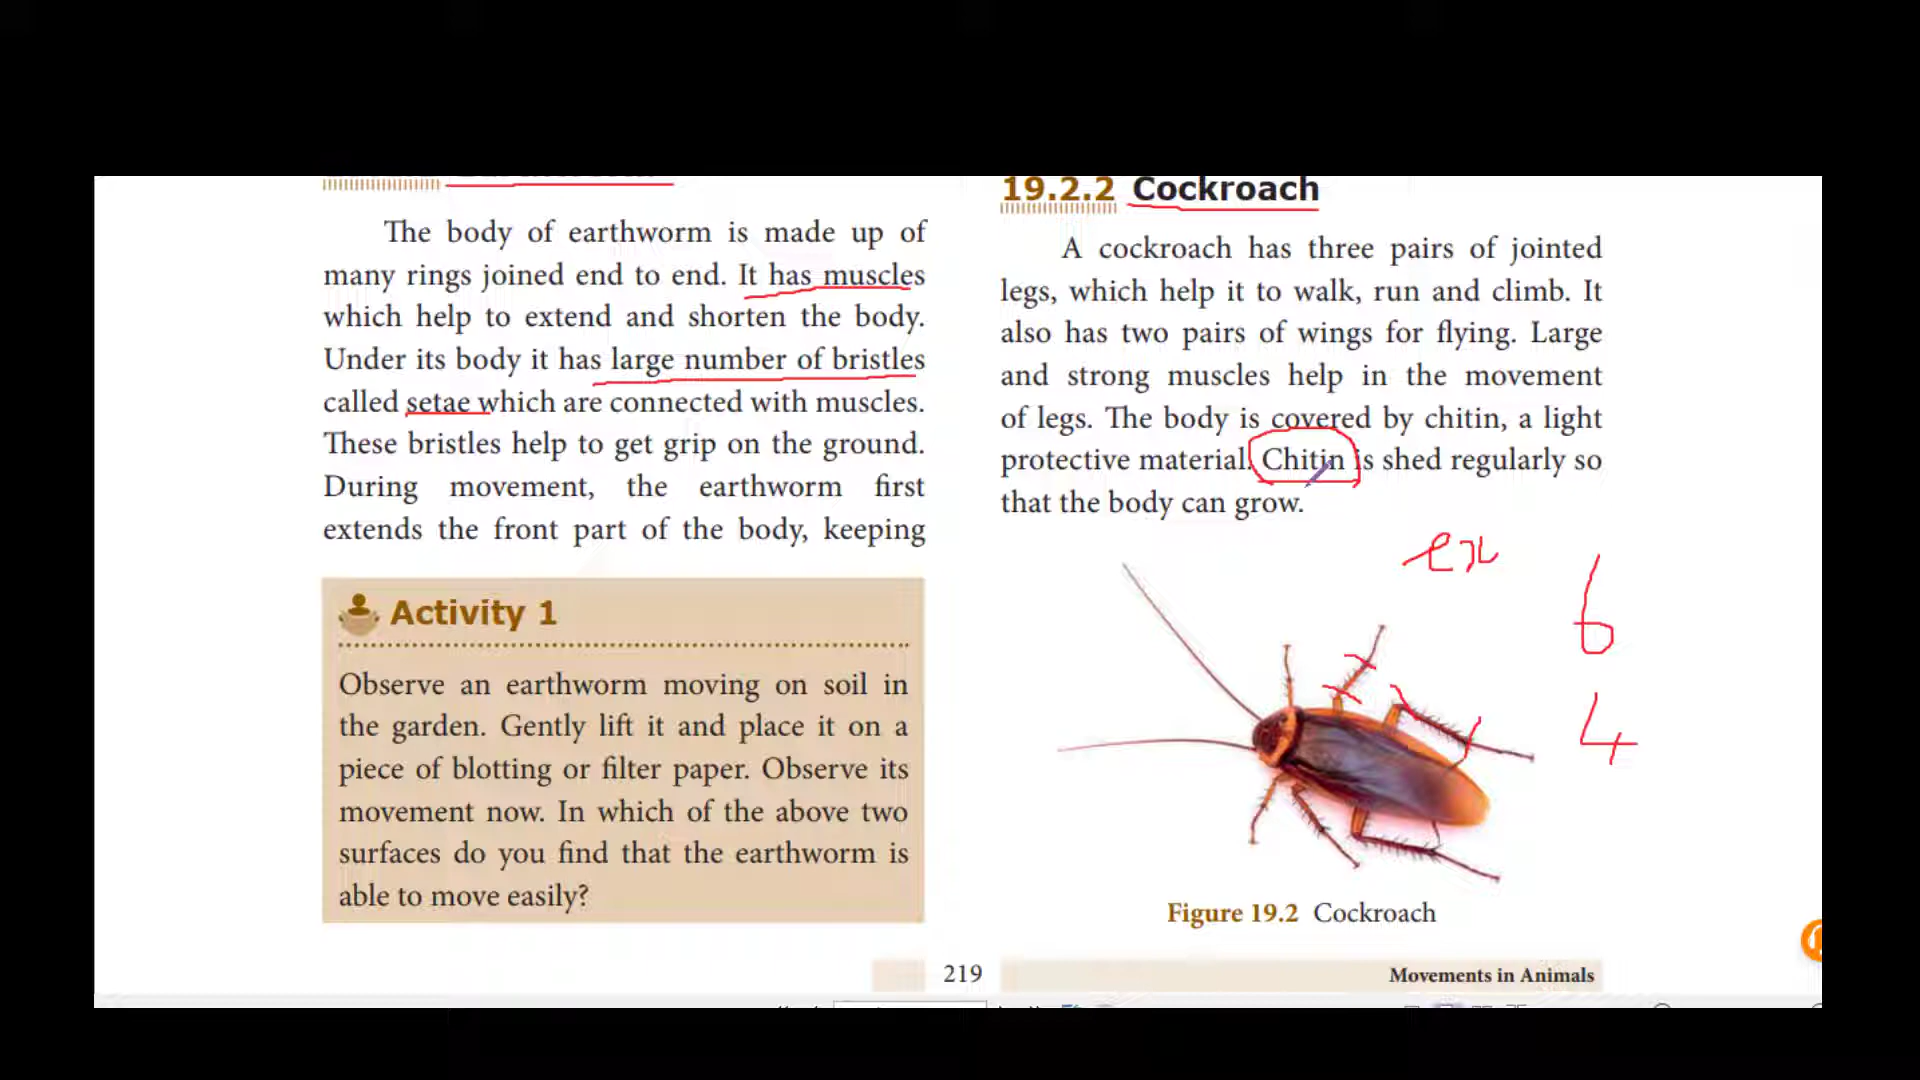 The body of earthworm is made up of
many rings joined end to end. It has muscles
which help to extend and shorten the body.
Under its body it has large number of bristles
called setae which are connected with muscles.
These bristles help to get grip on the ground.
During movement, the earthworm first
extends the front part of the body, keeping
Activity 1
Observe an earthworm moving on soil in
the garden. Gently lift it and place it on a
piece of blotting or filter paper. Observe its
movement now. In which of the above two
surfaces do you find that the earthworm is
able to move easily?
19.2.2 Cockroach
A cockroach has three pairs of jointed
legs, which help it to walk, run and climb. It
also has two pairs of wings for flying. Large
and strong muscles help in the movement
of legs. The body is covered by chitin, a light
protective material. Chitin is shed regularly so
that the body can grow.
ex
6
4
Figure 19.2 Cockroach
219
Movements in Animals